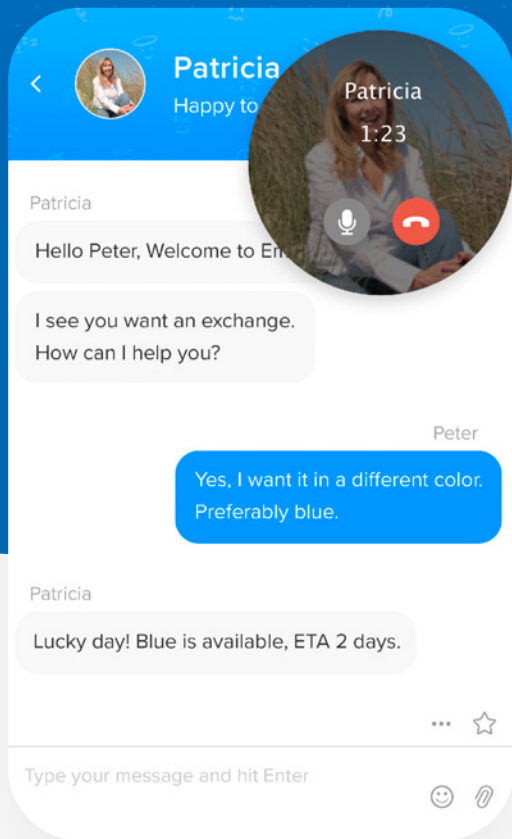 Patricia
Happy to
Patricia
1:23
Patricia
Hello Peter, Welcome to
I see you want an exchange.
How can I help you?
Peter
Yes, I want it in a different color.
Preferably blue.
Patricia
Lucky day! Blue is available, ETA 2 days.
Type your message and hit Enter